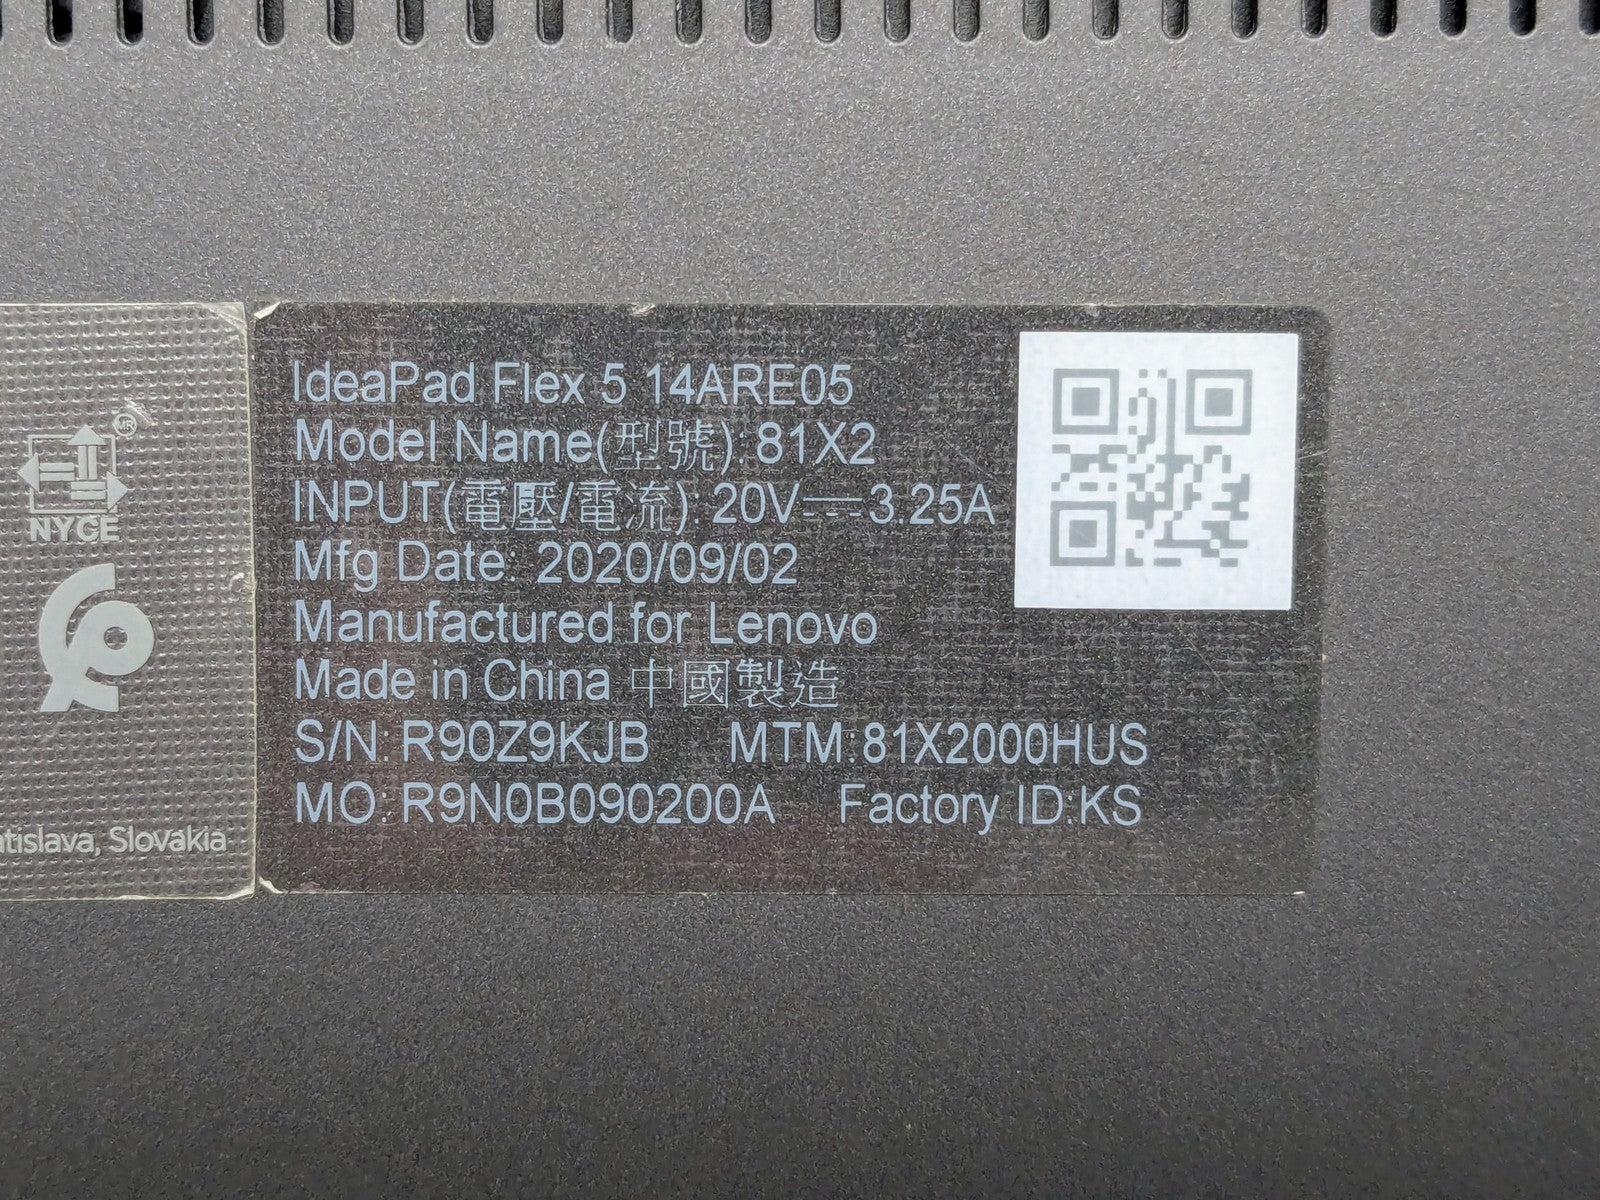 IdeaPad Flex 5 14ARE05
Model Name(型號): 81X2
INPUT(電壓/電流): 20V⎓3.25A
Mfg Date: 2020/09/02
Manufactured for Lenovo
Made in China 中國製造
S/N: R90Z9KJB MTM:81X2000HUS
MO: R9N0B090200A Factory ID:KS
MR
NYCE
Slovakia